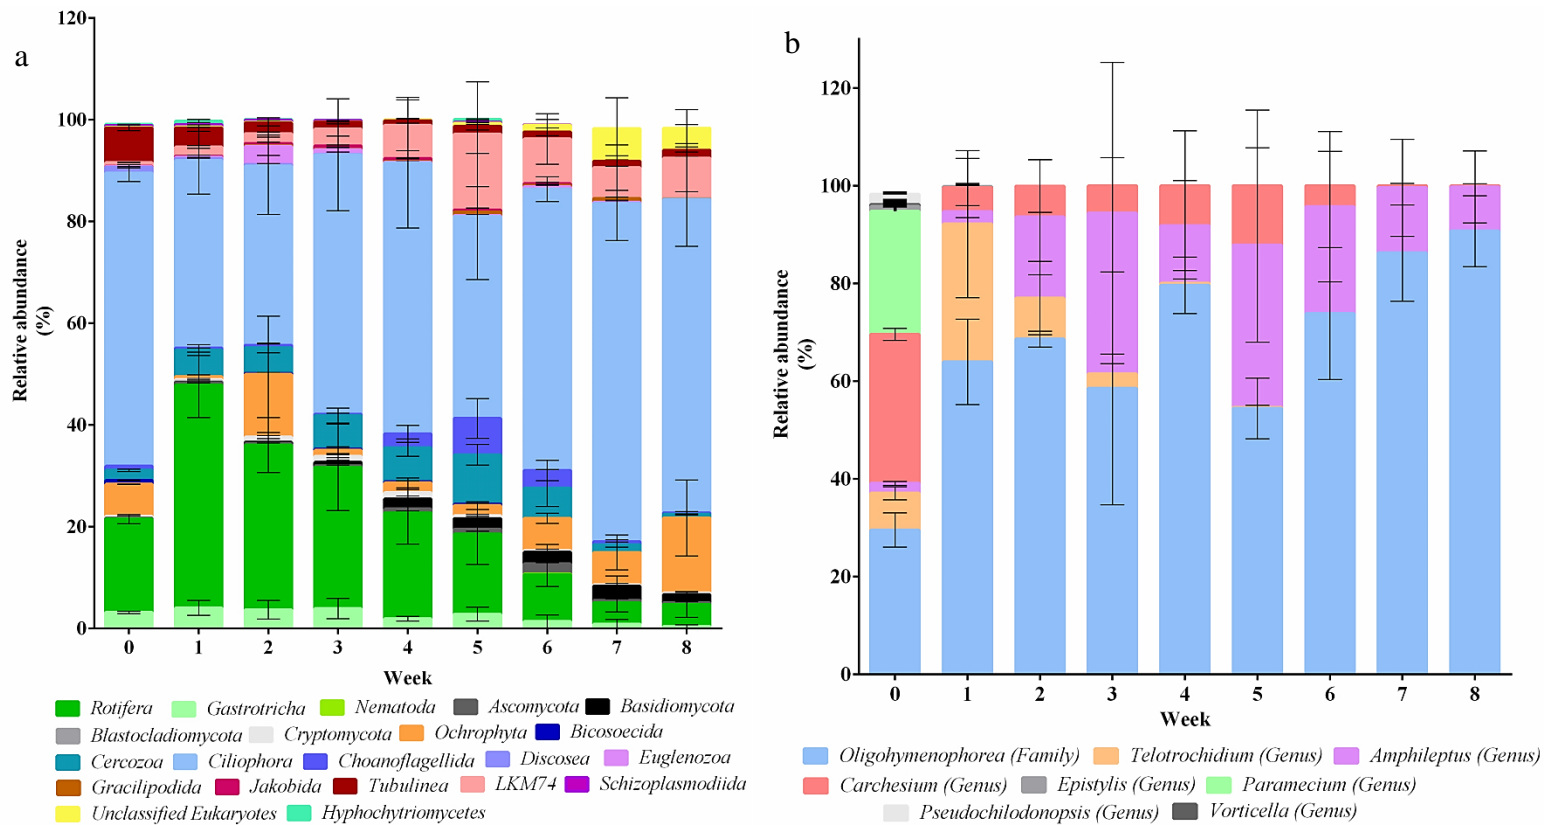 a
Relative abundance
(%)
120
100
80
60
40
20
0
0 1 2 3 4 5 6 7 8
Week
Rotifera Gastrotricha Nematoda Ascomycota Basidiomycota
Blastocladiomycota Cryptomycota Ochrophyta Bicosoecida
Cercozoa Ciliophora Choanoflagellida Discosea Euglenozoa
Gracilipodida Jakobida Tubulinea LKM74 Schizoplasmodiida
Unclassified Eukaryotes Hyphochytriomycetes
b
Relative abundance
(%)
120
100
80
60
40
20
0
0 1 2 3 4 5 6 7 8
Week
Oligohymenophorea (Family) Telotrochidium (Genus) Amphileptus (Genus)
Carchesium (Genus) Epistylis (Genus) Paramecium (Genus)
Pseudochilodonopsis (Genus) Vorticella (Genus)